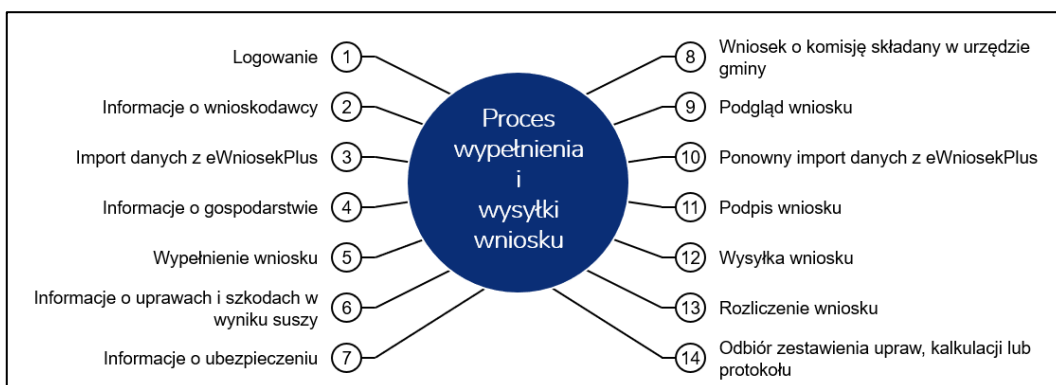 Proces
wypełnienia
i
wysyłki
wniosku
Logowanie 1
Informacje o wnioskodawcy 2
Import danych z eWniosekPlus 3
Informacje o gospodarstwie 4
Wypełnienie wniosku 5
Informacje o uprawach i szkodach w
wyniku suszy 6
Informacje o ubezpieczeniu 7
8 Wniosek o komisję składany w urzędzie
gminy
9 Podgląd wniosku
10 Ponowny import danych z eWniosekPlus
11 Podpis wniosku
12 Wysyłka wniosku
13 Rozliczenie wniosku
14 Odbiór zestawienia upraw, kalkulacji lub
protokołu